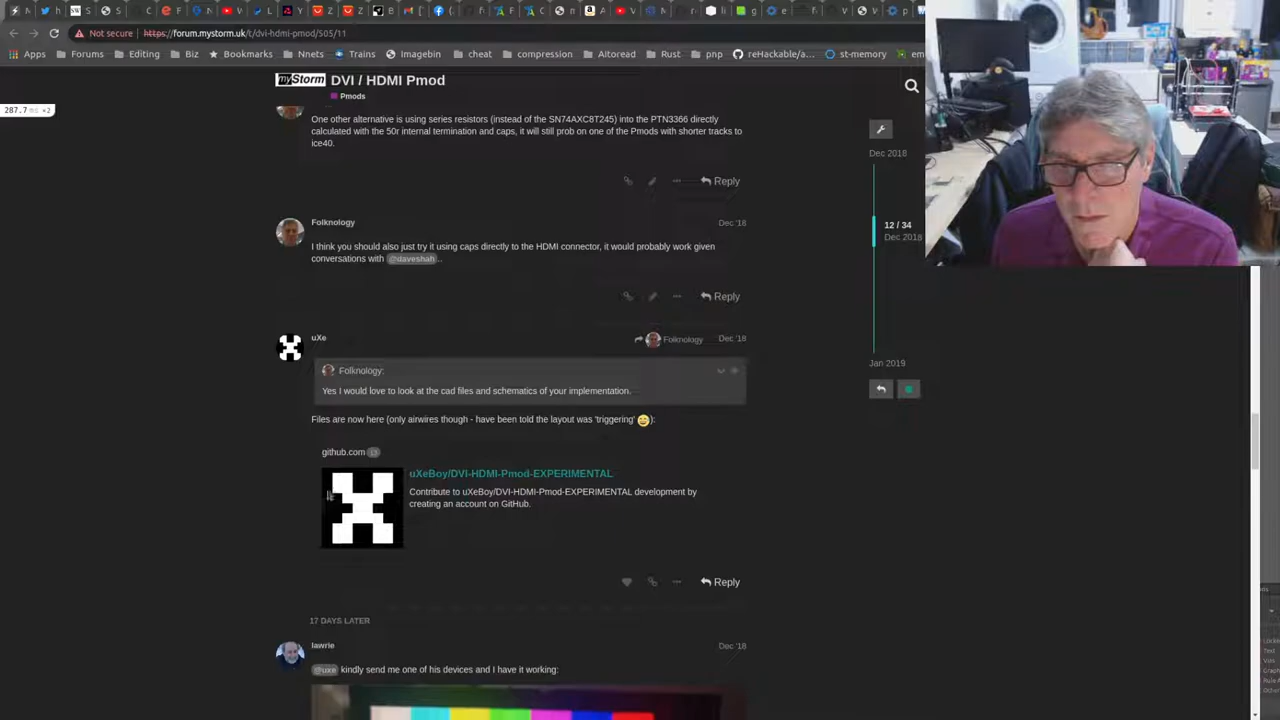 Not secure https://forum.mystorm.uk/t/dvi-hdmi-pmod/505/11
Apps Forums Editing Bookmarks Nnets Trains Imagination cheat compression Aitoread Rust pnp reHackable/a... st-memory
287.7 ms ×2
myStorm DVI / HDMI Pmod
Pmods
One other alternative is using series resistors (instead of the SN74AXC8T245) into the PTN3366 directly
calculated with the 50r internal termination and caps, it will still prob on one of the Pmods with shorter tracks to
ice40.
Reply
Folknology Dec '18
I think you should also just try it using caps directly to the HDMI connector, it would probably work given
conversations with @daveshah ..
Reply
uXe Folknology Dec '18
Folknology:
Yes I would love to look at the cad files and schematics of your implementation.
Files are now here (only airwires though - have been told the layout was 'triggering' ):
github.com 13
uXeBoy/DVI-HDMI-Pmod-EXPERIMENTAL
Contribute to uXeBoy/DVI-HDMI-Pmod-EXPERIMENTAL development by
creating an account on GitHub.
Reply
17 DAYS LATER
lawrie Dec '18
@uxe kindly send me one of his devices and I have it working:
Dec 2018
12 / 34
Dec 2018
Jan 2019